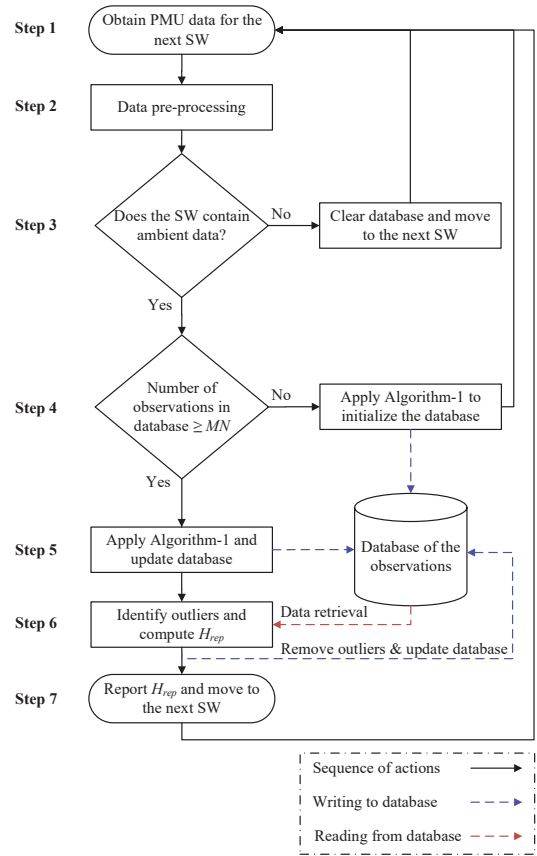 Step 1
Obtain PMU data for the
next SW
Step 2
Data pre-processing
Step 3
Does the SW contain
ambient data?
No
Clear database and move
to the next SW
Yes
Step 4
Number of
observations in
database ≥ MN
No
Apply Algorithm-1 to
initialize the database
Yes
Step 5
Apply Algorithm-1 and
update database
Database of the
observations
Step 6
Identify outliers and
compute Hrep
Data retrieval
Remove outliers & update database
Step 7
Report Hrep and move to
the next SW
Sequence of actions
Writing to database
Reading from database